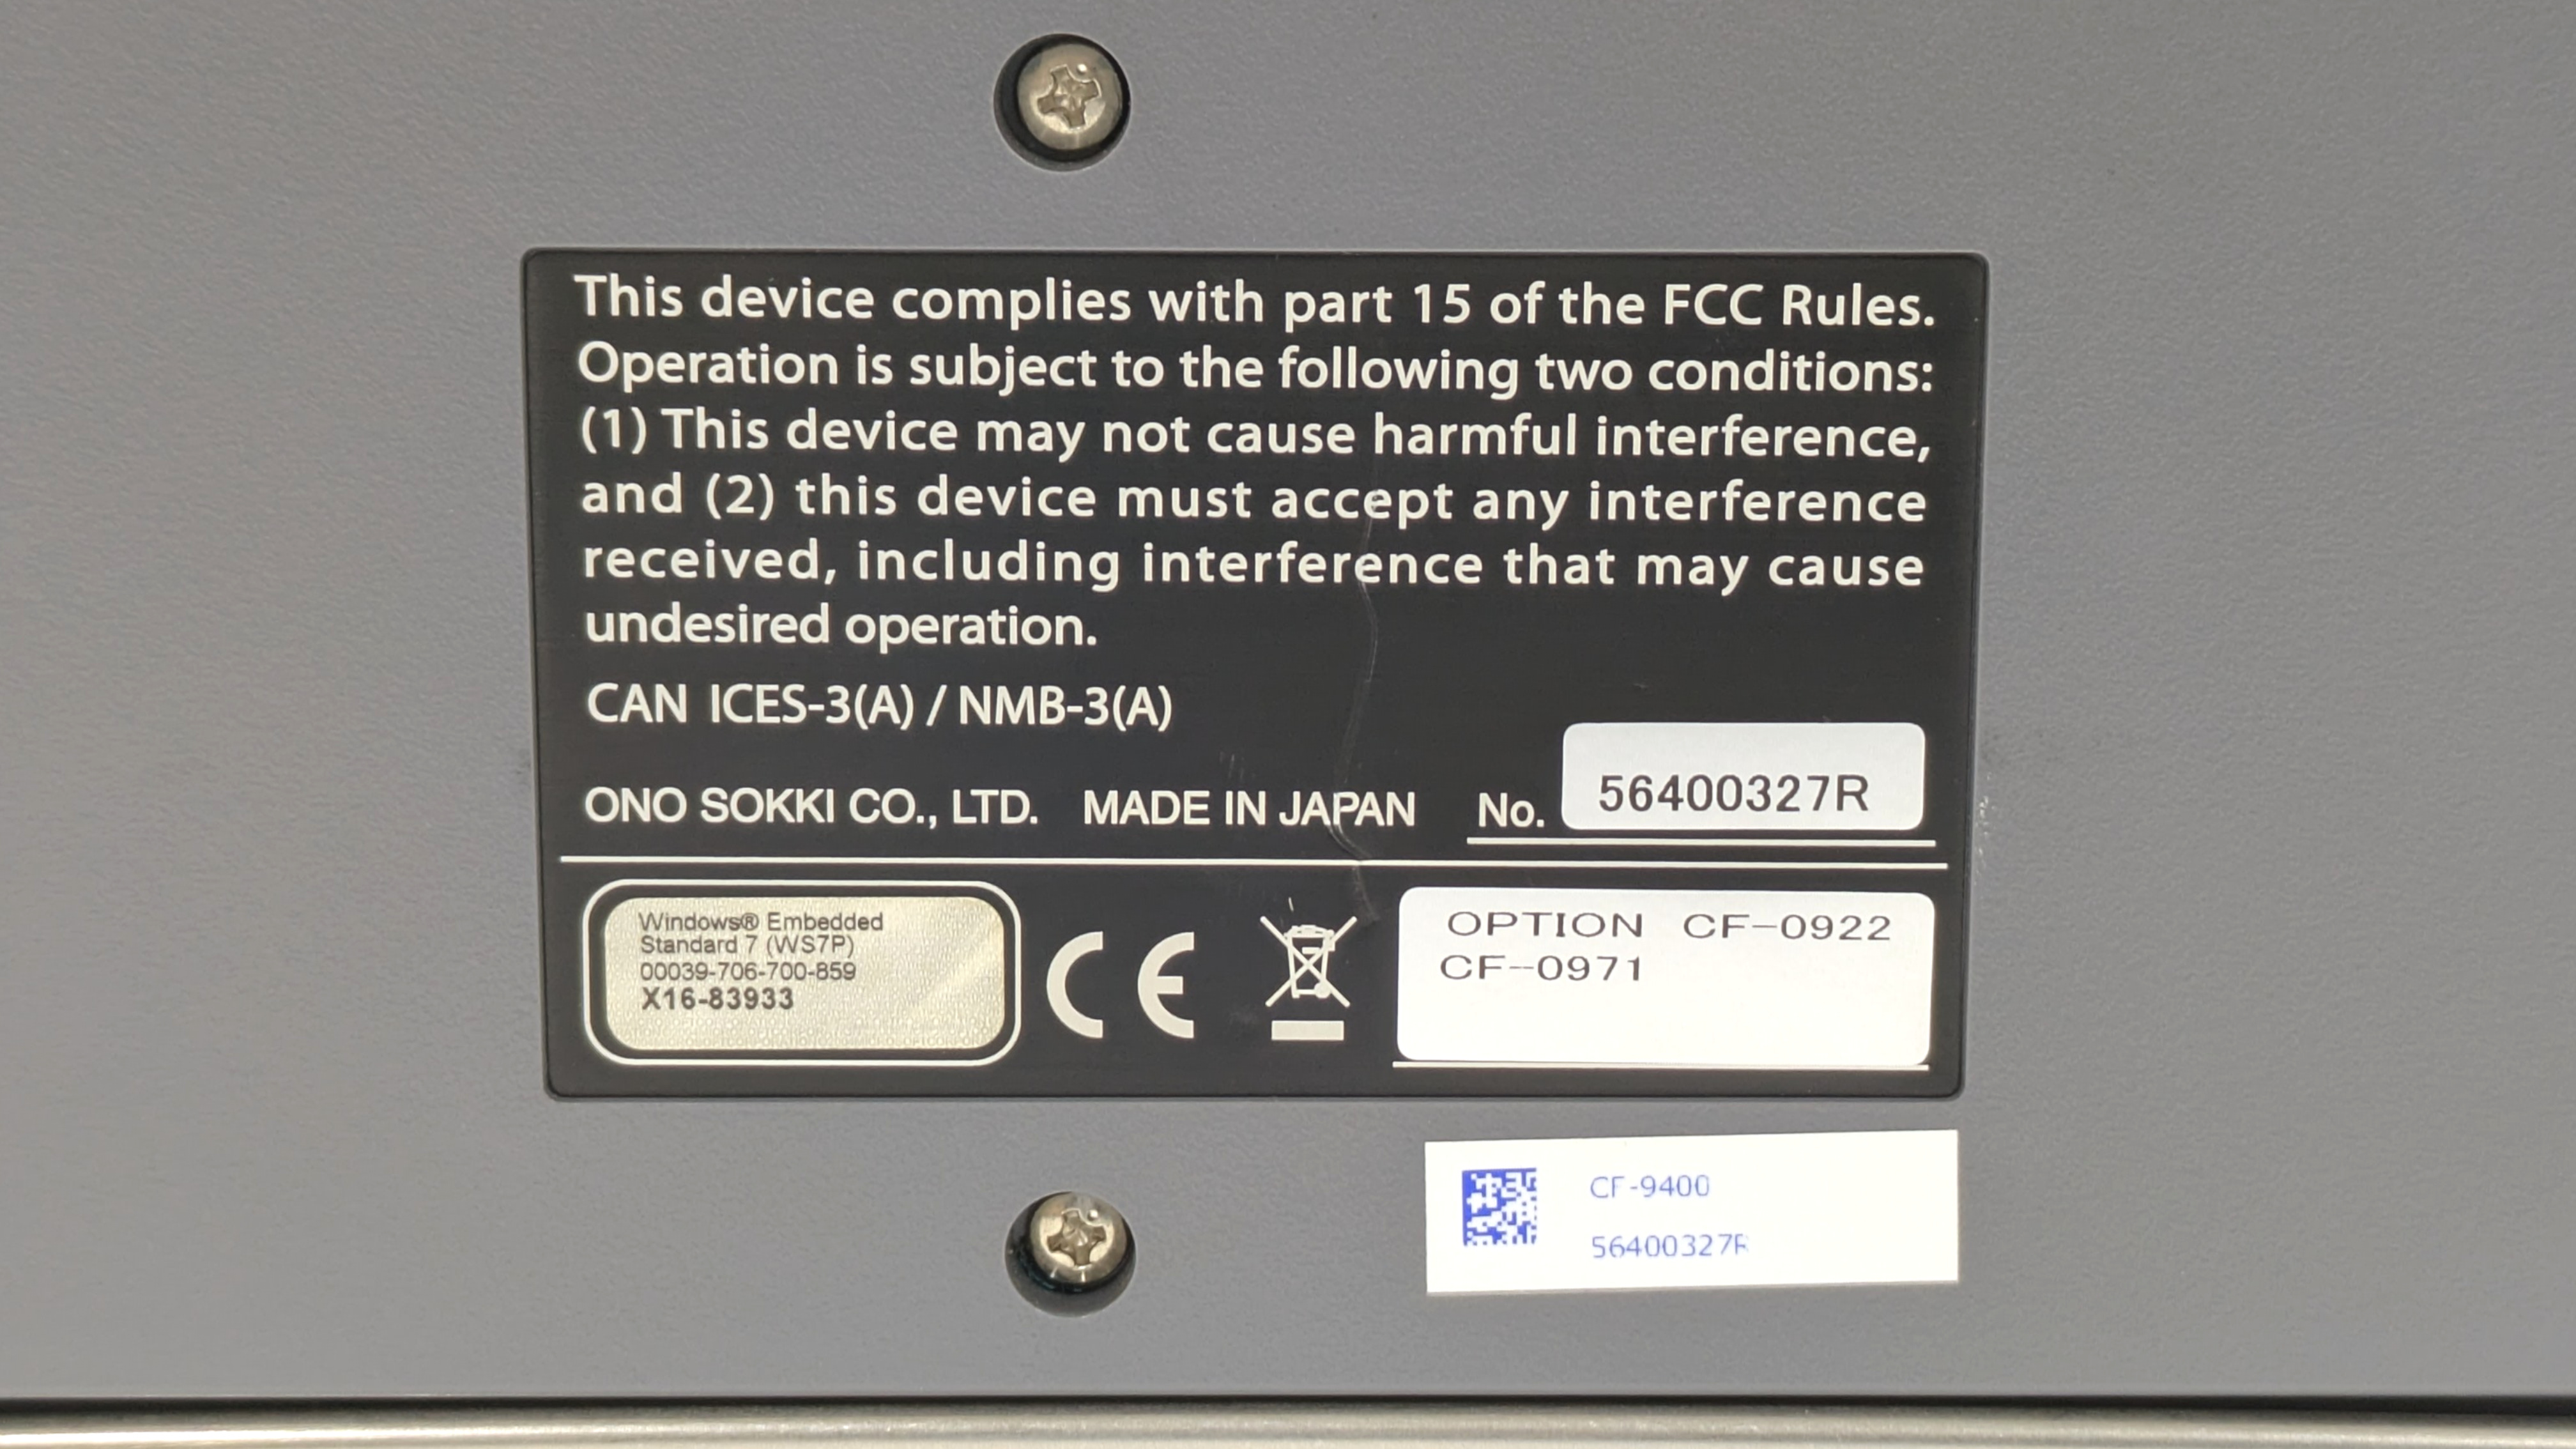 This device complies with part 15 of the FCC Rules.
Operation is subject to the following two conditions:
(1) This device may not cause harmful interference,
and (2) this device must accept any interference
received, including interference that may cause
undesired operation.
CAN ICES-3(A) / NMB-3(A)
ONO SOKKI CO., LTD. MADE IN JAPAN No. 56400327R
Windows® Embedded
Standard 7 (WS7P)
00039-706-700-859
X16-83933
CE
OPTION CF-0922
CF-0971
CF-9400
56400327R